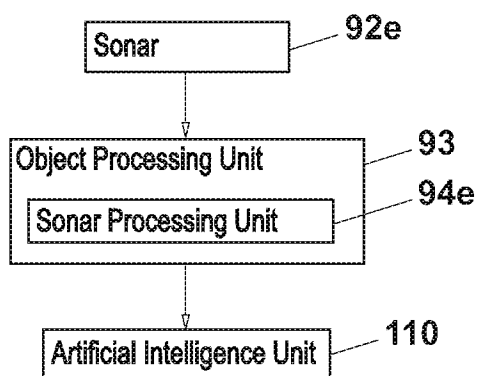 Sonar
92e
Object Processing Unit
93
Sonar Processing Unit
94e
Artificial Intelligence Unit
110